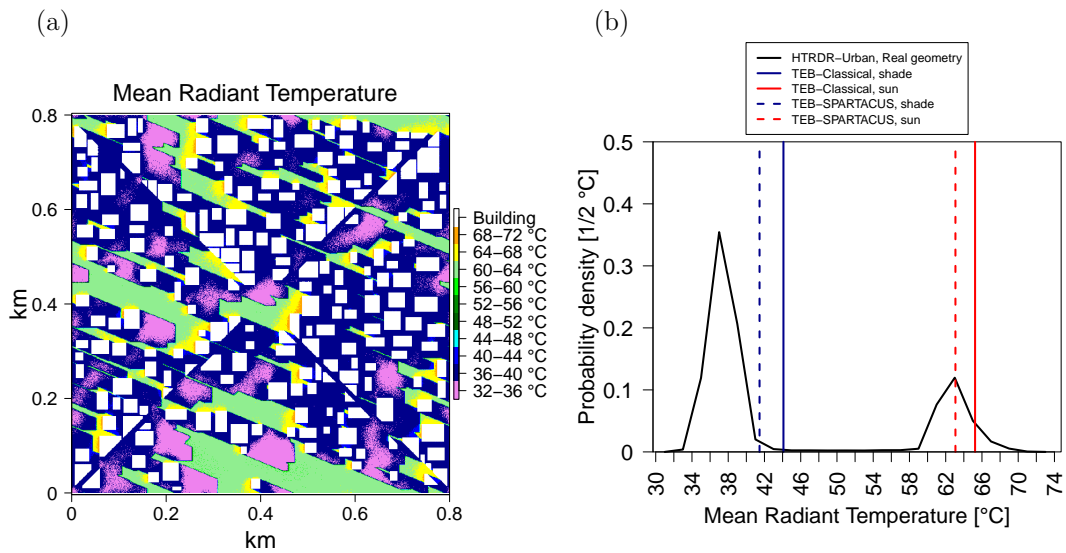 (a)
Mean Radiant Temperature
0.8
0.6
0.4
0.2
0
km
0 0.2 0.4 0.6 0.8
km
Building
68−72 °C
64−68 °C
60−64 °C
56−60 °C
52−56 °C
48−52 °C
44−48 °C
40−44 °C
36−40 °C
32−36 °C
(b)
HTRDR−Urban, Real geometry
TEB−Classical, shade
TEB−Classical, sun
TEB−SPARTACUS, shade
TEB−SPARTACUS, sun
0.5
0.4
0.3
0.2
0.1
0
Probability density [1/2 °C]
30 34 38 42 46 50 54 58 62 66 70 74
Mean Radiant Temperature [°C]